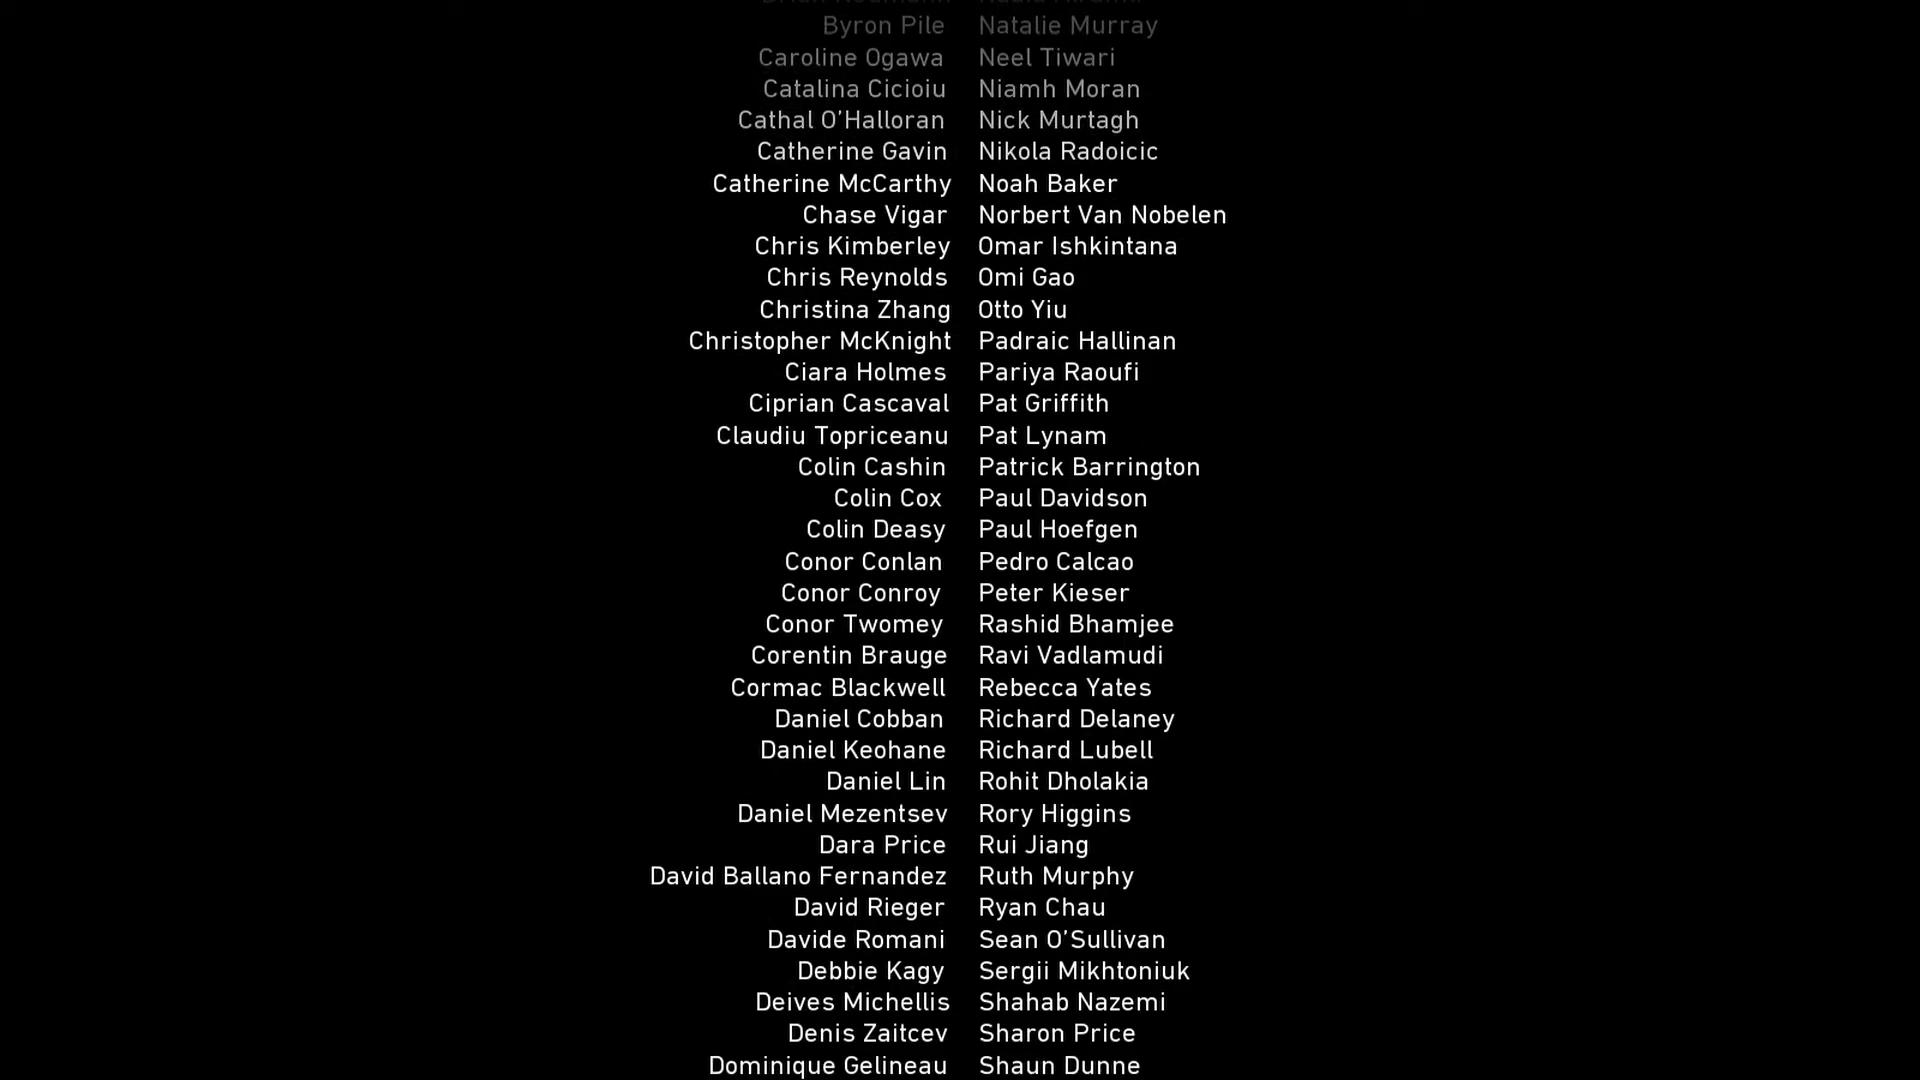 Byron Pile Natalie Murray
Caroline Ogawa Neel Tiwari
Catalina Cicioiu Niamh Moran
Cathal O'Halloran Nick Murtagh
Catherine Gavin Nikola Radoicic
Catherine McCarthy Noah Baker
Chase Vigar Norbert Van Nobelen
Chris Kimberley Omar Ishkintana
Chris Reynolds Omi Gao
Christina Zhang Otto Yiu
Christopher McKnight Padraic Hallinan
Ciara Holmes Pariya Raoufi
Ciprian Cascaval Pat Griffith
Claudiu Topriceanu Pat Lynam
Colin Cashin Patrick Barrington
Colin Cox Paul Davidson
Colin Deasy Paul Hoefgen
Conor Conlan Pedro Calcao
Conor Conroy Peter Kieser
Conor Twomey Rashid Bhamjee
Corentin Brauge Ravi Vadlamudi
Cormac Blackwell Rebecca Yates
Daniel Cobban Richard Delaney
Daniel Keohane Richard Lubell
Daniel Lin Rohit Dholakia
Daniel Mezentsev Rory Higgins
Dara Price Rui Jiang
David Ballano Fernandez Ruth Murphy
David Rieger Ryan Chau
Davide Romani Sean O'Sullivan
Debbie Kagy Sergii Mikhtoniuk
Deives Michellis Shahab Nazemi
Denis Zaitcev Sharon Price
Dominique Gelineau Shaun Dunne